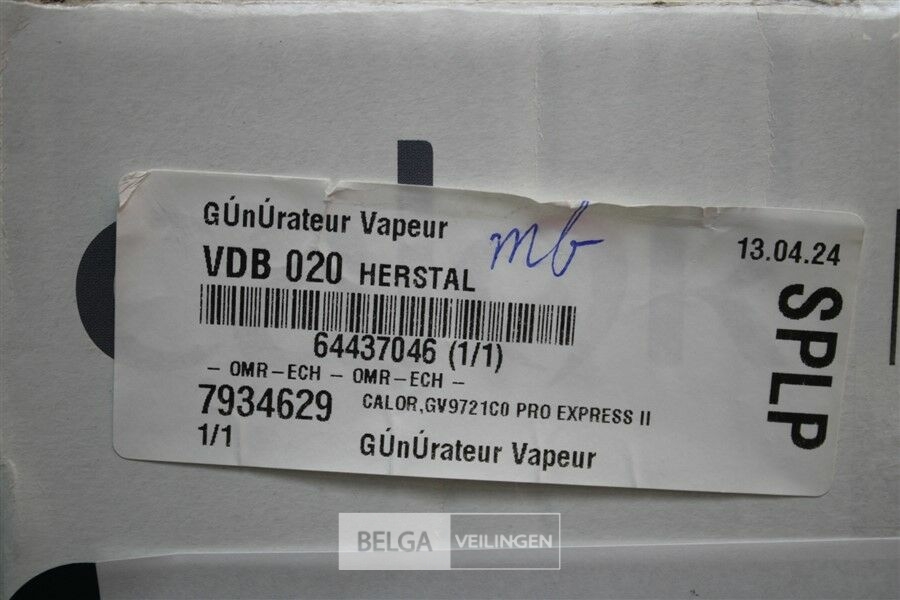 GÚnÚrateur Vapeur
mb
13.04.24
VDB 020 HERSTAL
64437046 (1/1)
- OMR-ECH - OMR-ECH -
7934629 CALOR,GV9721C0 PRO EXPRESS II
1/1 GÚnÚrateur Vapeur
SPLP
BELGA VEILINGEN